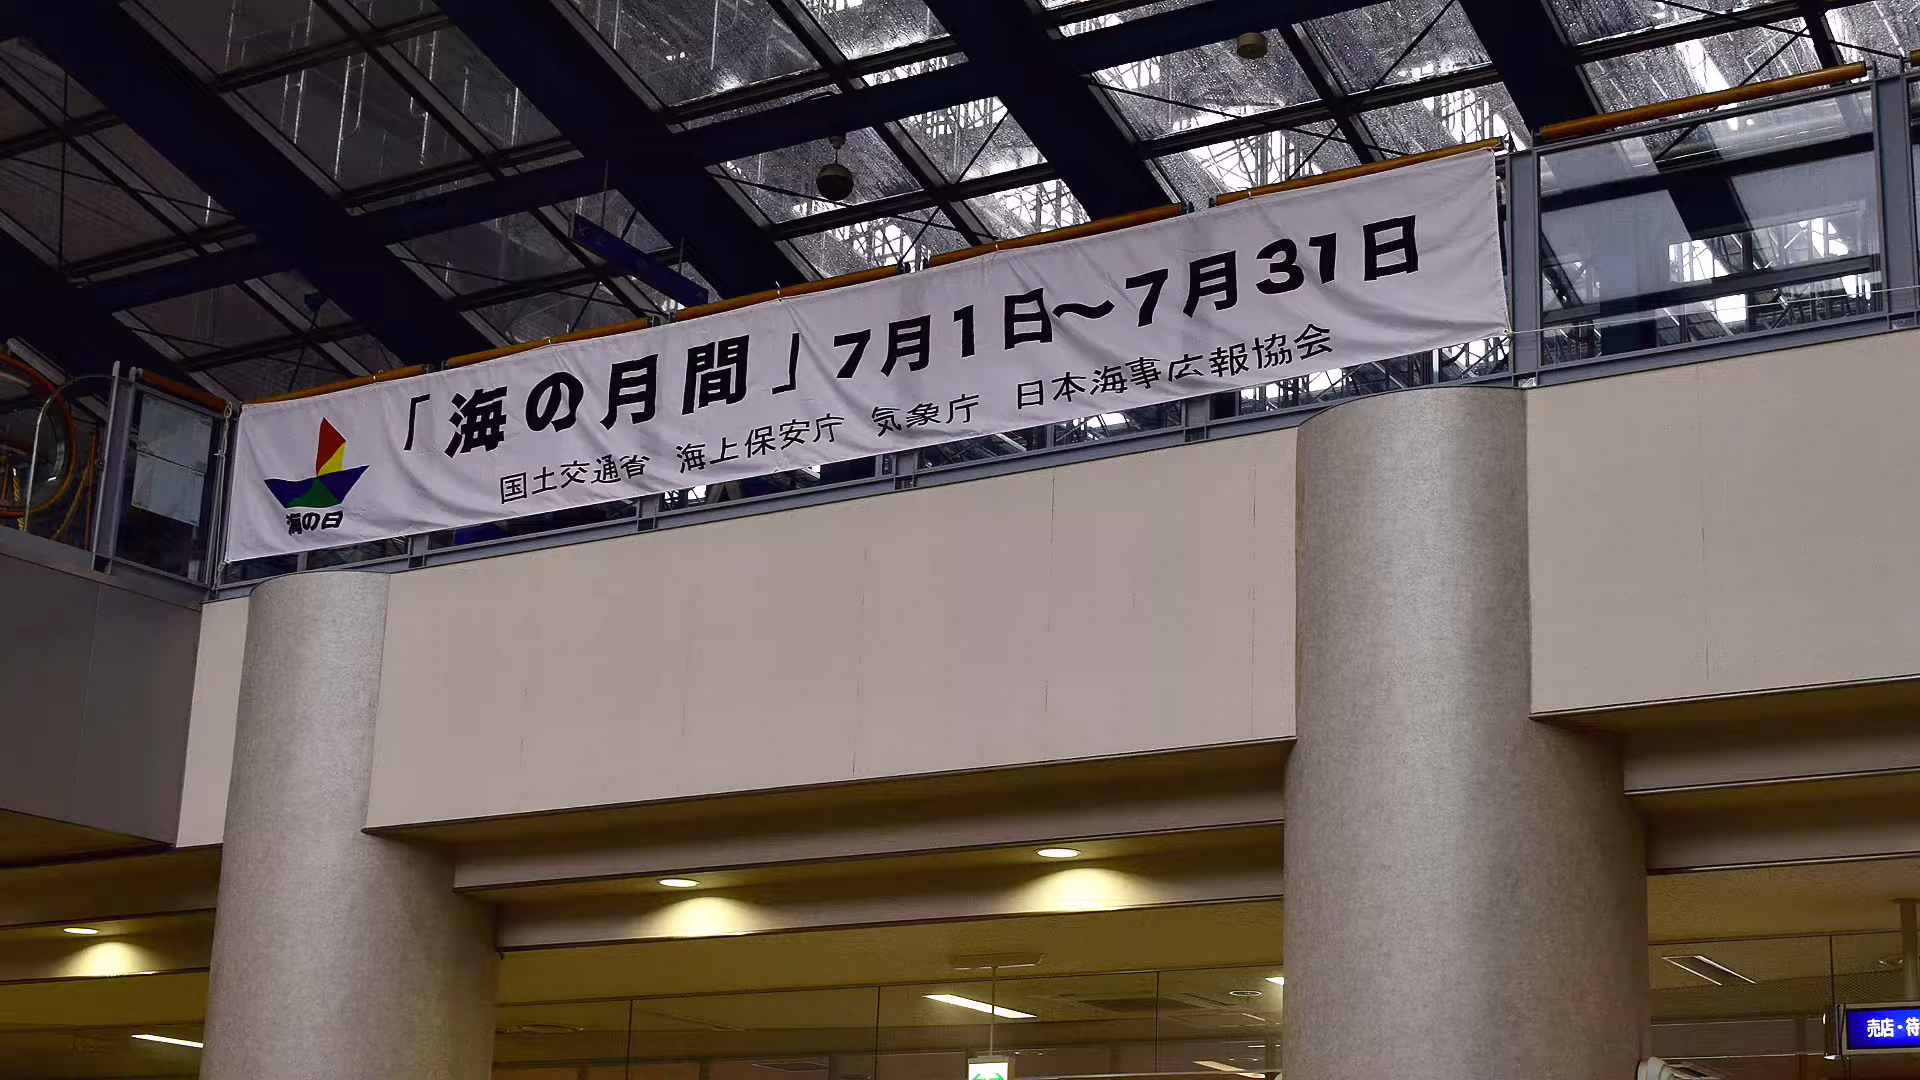 「海の月間」7月1日〜7月31日
国土交通省 海上保安庁 気象庁 日本海事広報協会
海の日
売店・待